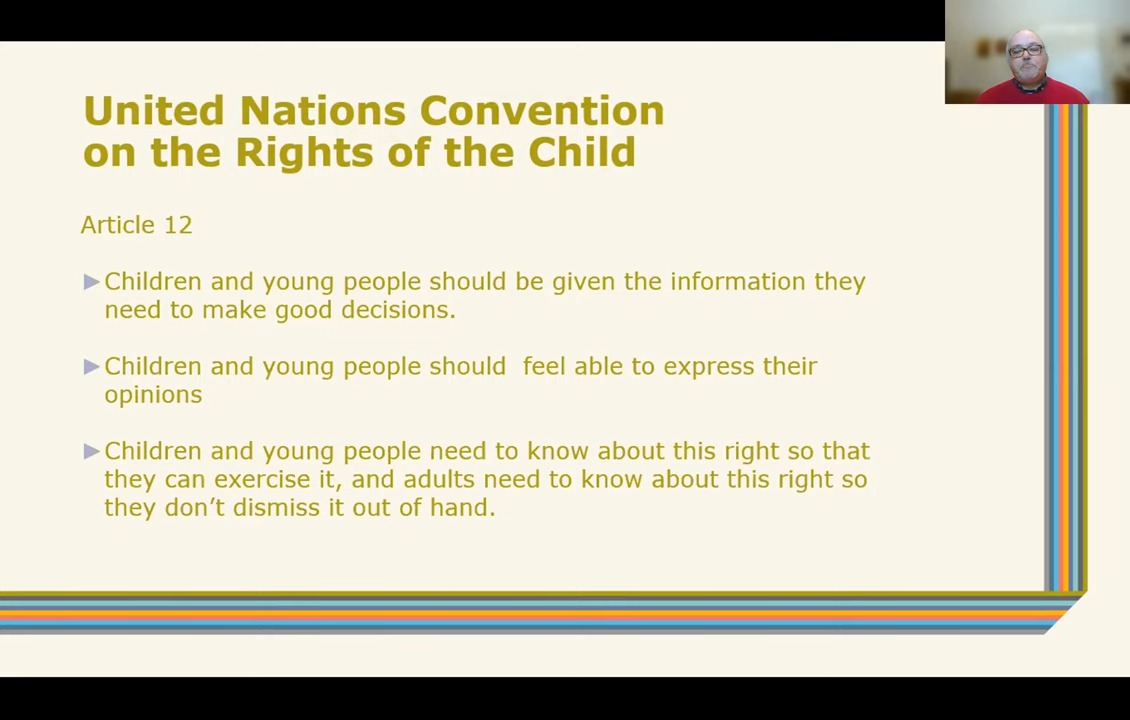 United Nations Convention
on the Rights of the Child
Article 12
Children and young people should be given the information they
need to make good decisions.
Children and young people should  feel able to express their
opinions
Children and young people need to know about this right so that
they can exercise it, and adults need to know about this right so
they don’t dismiss it out of hand.